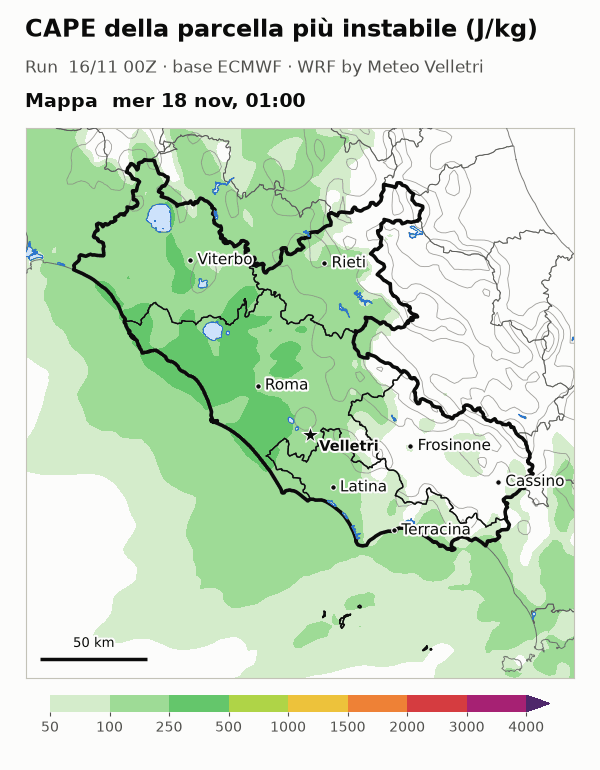 CAPE della parcella più instabile (J/kg)
Run  16/11 00Z · base ECMWF · WRF by Meteo Velletri
Mappa  mer 18 nov, 01:00
Viterbo
Rieti
Roma
Velletri
Frosinone
Cassino
Latina
Terracina
50 km
50 100 250 500 1000 1500 2000 3000 4000